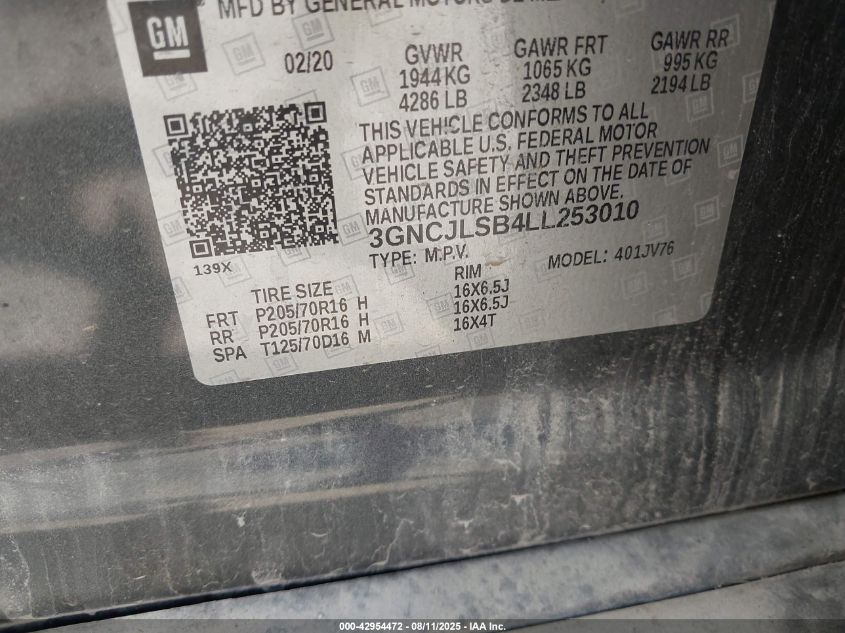 MFD BY GENERAL MOTORS DE
GM
02/20
GVWR GAWR FRT GAWR RR
1944 KG 1065 KG 995 KG
4286 LB 2348 LB 2194 LB
THIS VEHICLE CONFORMS TO ALL
APPLICABLE U.S. FEDERAL MOTOR
VEHICLE SAFETY AND THEFT PREVENTION
STANDARDS IN EFFECT ON THE DATE OF
MANUFACTURE SHOWN ABOVE.
3GNCJLSB4LL253010
139X
TYPE: M.P.V. MODEL: 401JV76
TIRE SIZE RIM
FRT P205/70R16 H 16X6.5J
RR P205/70R16 H 16X6.5J
SPA T125/70D16 M 16X4T
000-42954472 - 08/11/2025 - IAA Inc.